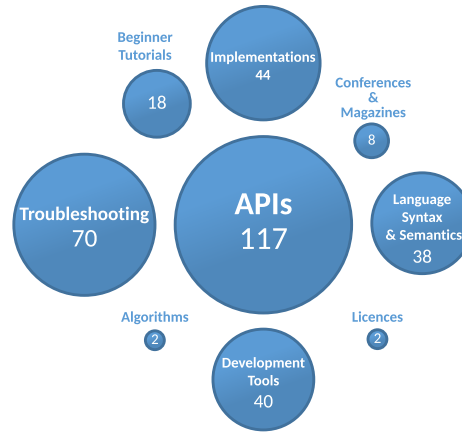 Beginner
Tutorials
18
Implementations
44
Conferences
&
Magazines
8
Troubleshooting
70
APIs
117
Language
Syntax
& Semantics
38
Algorithms
2
Licences
2
Development
Tools
40